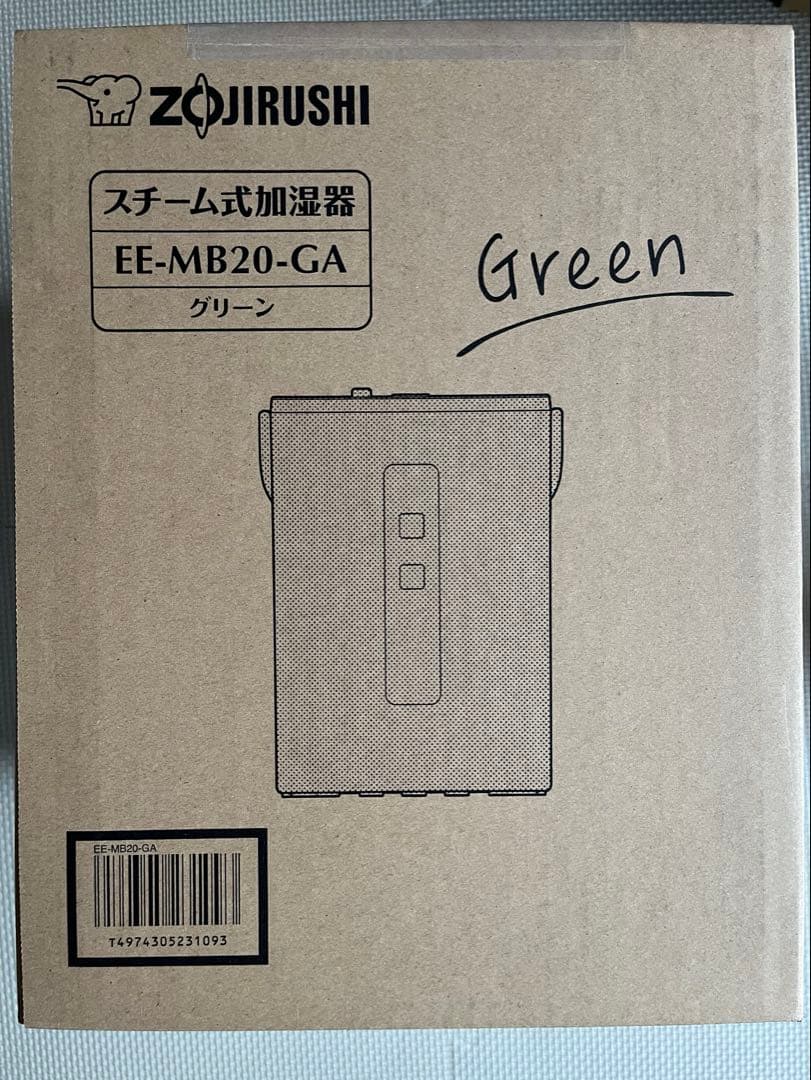 ZOJIRUSHI
スチーム式加湿器
EE-MB20-GA
グリーン
Green
EE-MB20-GA
T4974305231093